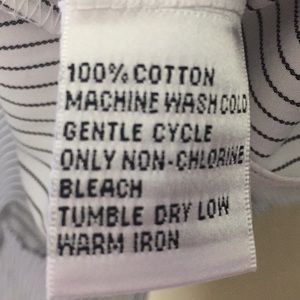 100% COTTON
MACHINE WASH COLD
GENTLE CYCLE
ONLY NON-CHLORINE
BLEACH
TUMBLE DRY LOW
WARM IRON